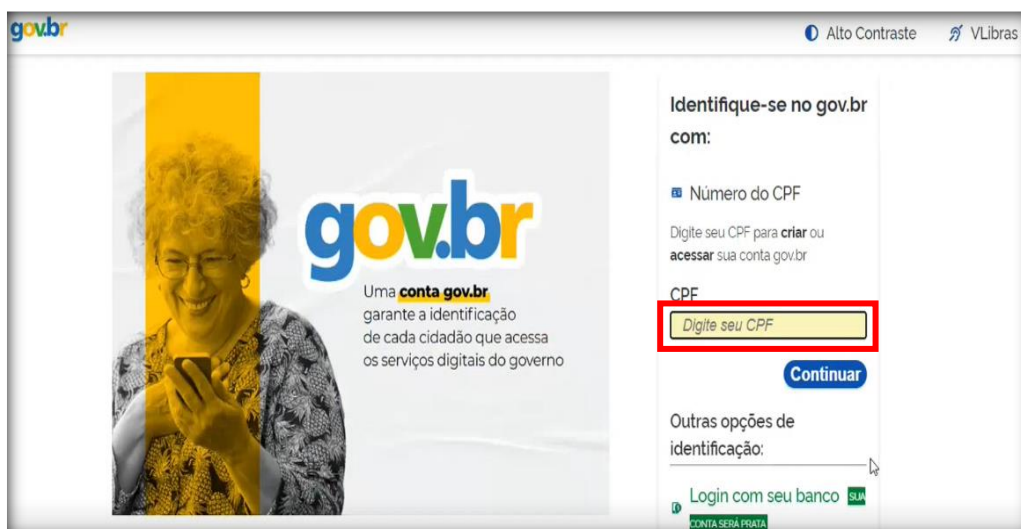 gov.br
Alto Contraste
VLibras
gov.br
Uma conta gov.br
garante a identificação
de cada cidadão que acessa
os serviços digitais do governo
Identifique-se no gov.br
com:
Número do CPF
Digite seu CPF para criar ou
acessar sua conta gov.br
CPF
Digite seu CPF
Continuar
Outras opções de
identificação:
Login com seu banco SUA
CONTA SERÁ PRATA